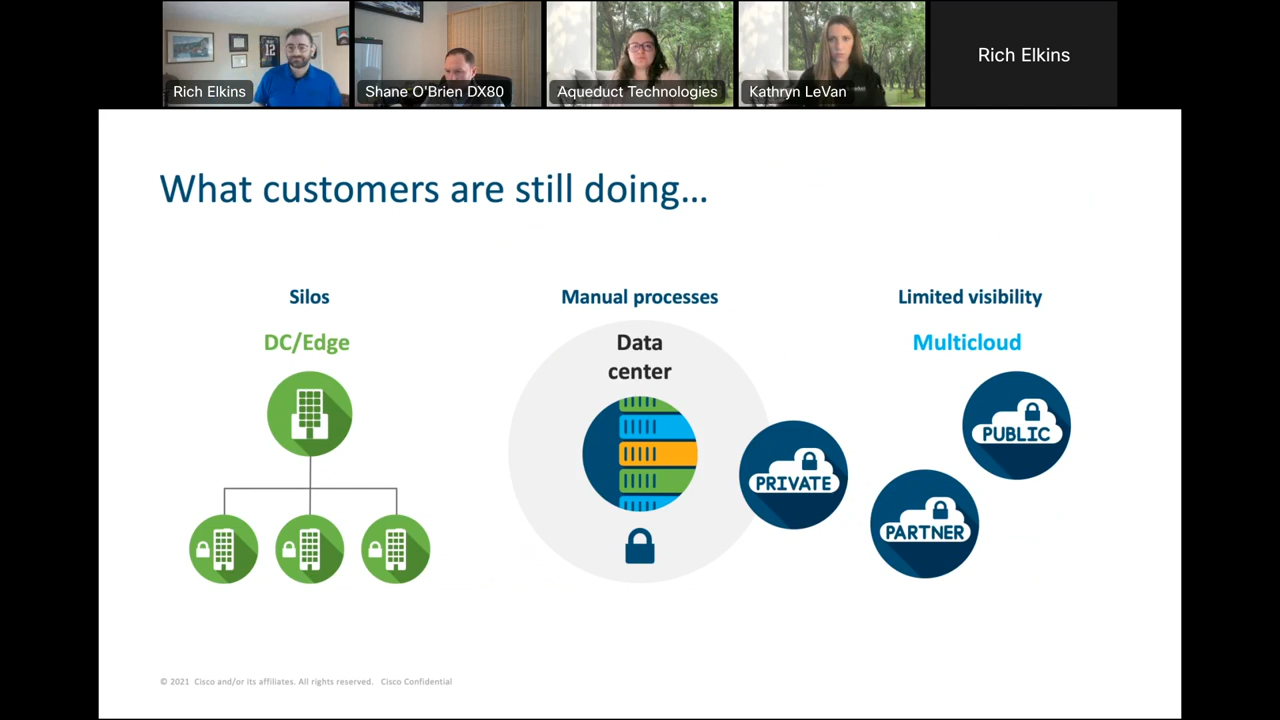 Rich Elkins
Shane O'Brien DX80
Aqueduct Technologies
Kathryn LeVan
Rich Elkins
12
What customers are still doing...
Silos
Manual processes
Limited visibility
DC/Edge
Data
center
Multicloud
PUBLIC
PRIVATE
PARTNER
© 2021 Cisco and/or its affiliates. All rights reserved. Cisco Confidential